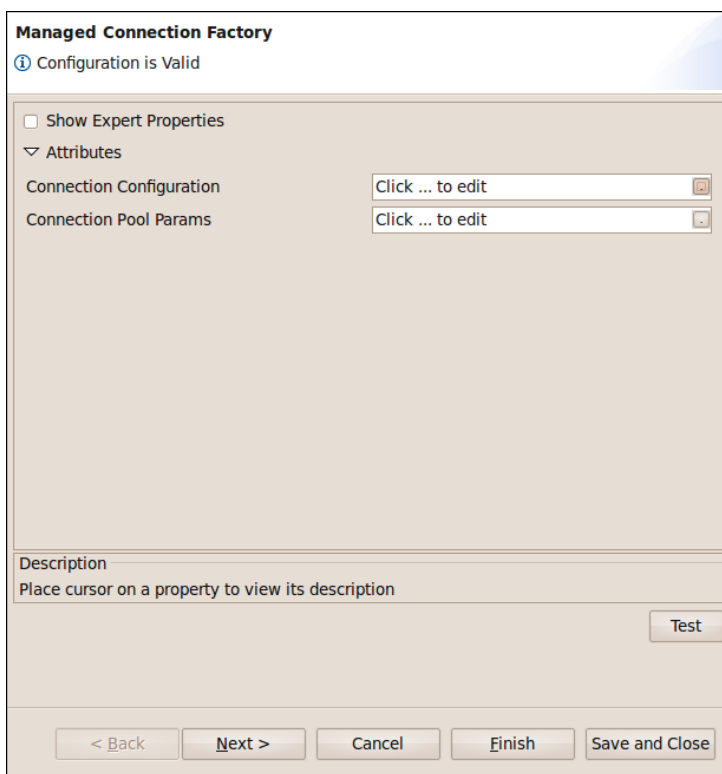 Managed Connection Factory
Configuration is Valid
Show Expert Properties
Attributes
Connection Configuration Click ... to edit
Connection Pool Params Click ... to edit
Description
Place cursor on a property to view its description
Test
< Back Next > Cancel Finish Save and Close